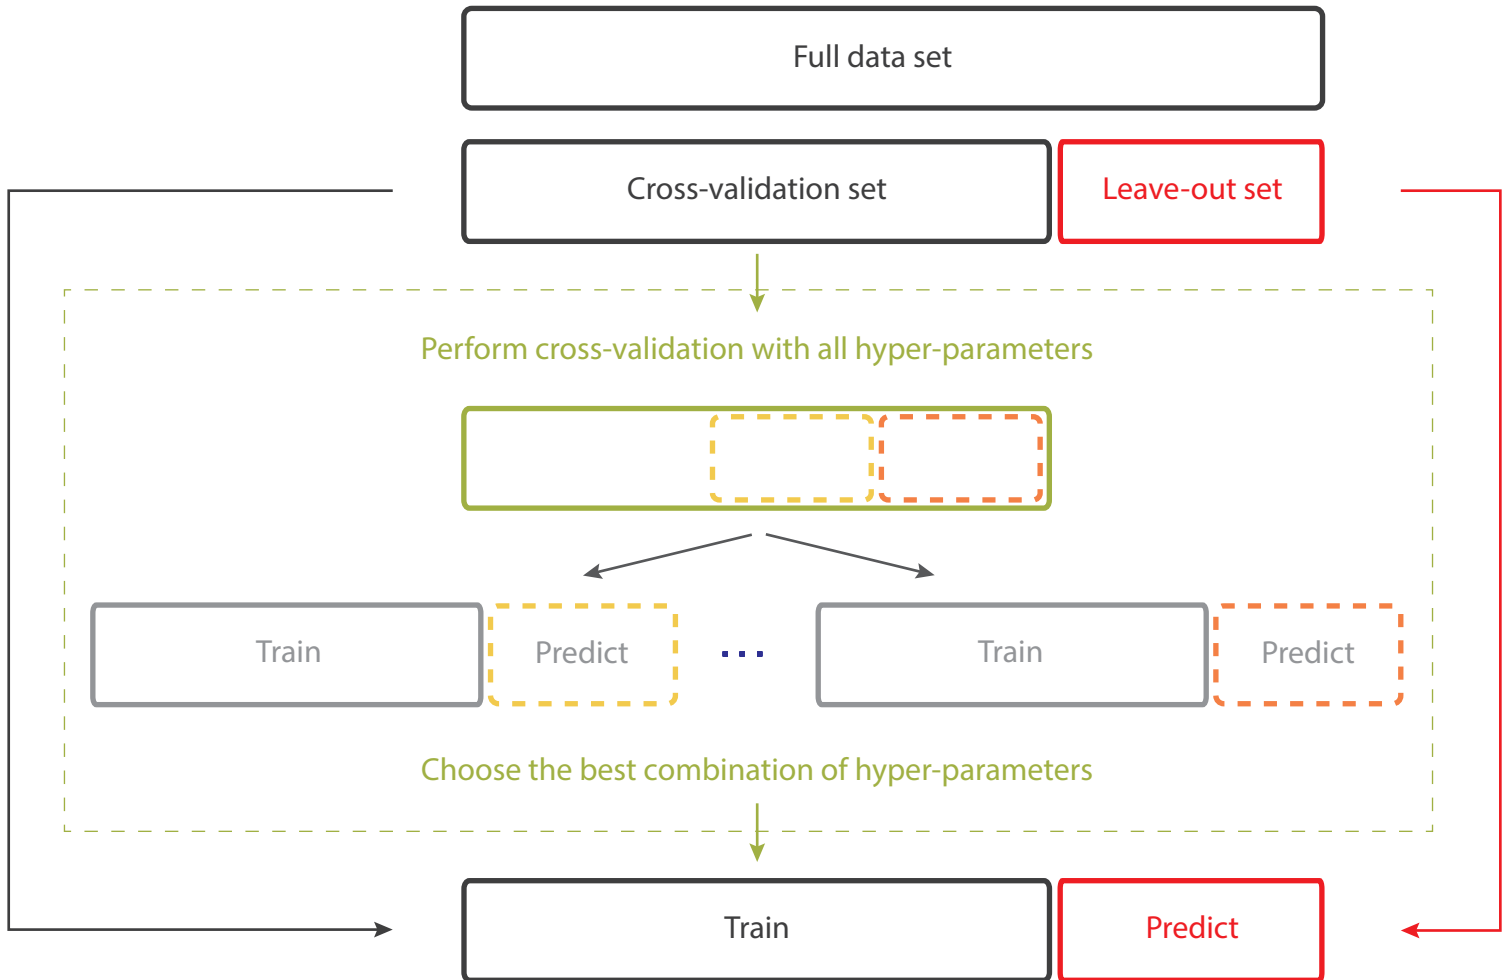 Full data set
Cross-validation set
Leave-out set
Perform cross-validation with all hyper-parameters
Train
Predict
...
Train
Predict
Choose the best combination of hyper-parameters
Train
Predict